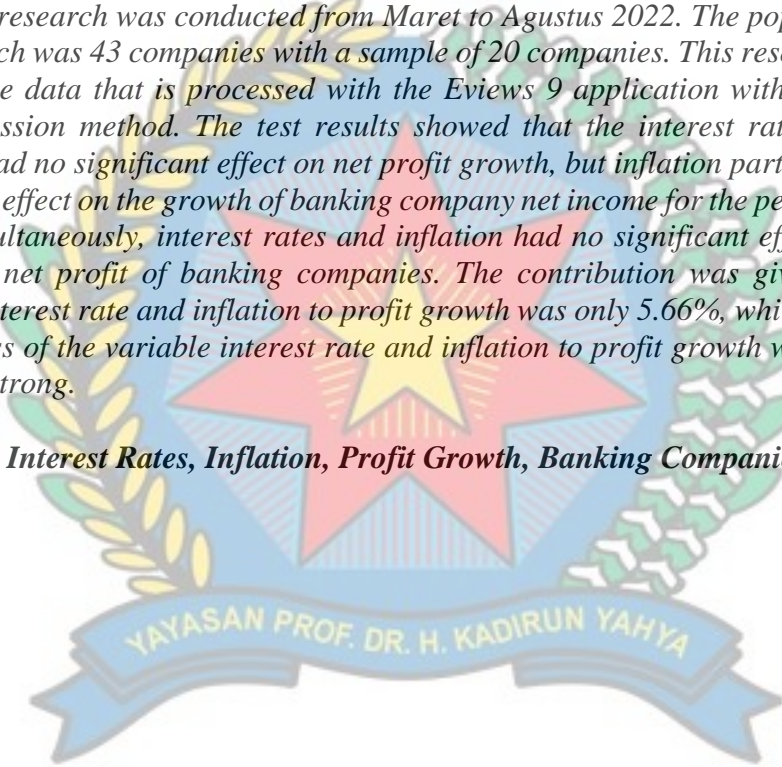 research was conducted from Maret to Agustus 2022. The pop
ch was 43 companies with a sample of 20 companies. This rese
e data that is processed with the Eviews 9 application with
ession method. The test results showed that the interest rat
ad no significant effect on net profit growth, but inflation part
effect on the growth of banking company net income for the pe
ultaneously, interest rates and inflation had no significant eff
net profit of banking companies. The contribution was giv
terest rate and inflation to profit growth was only 5.66%, whi
s of the variable interest rate and inflation to profit growth w
trong.
Interest Rates, Inflation, Profit Growth, Banking Compani
YAYASAN PROF. DR. H. KADIRUN YAHYA